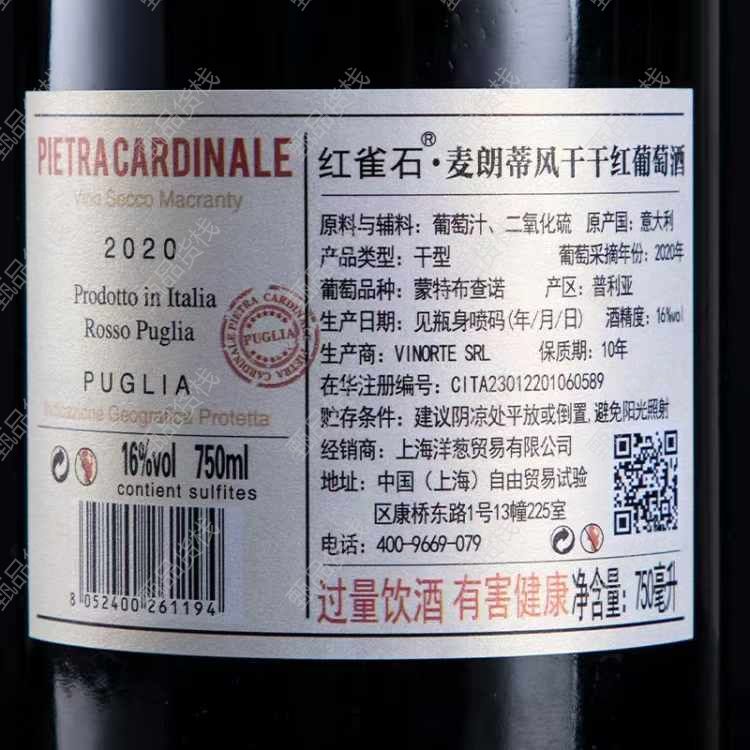 PIETRACARDINALE
Vino Secco Macranty
2020
Prodotto in Italia
Rosso Puglia
PUGLIA
Indicazione Geografica Protetta
16%vol 750ml
contient sulfites
8 052400 261194
PIETRA CARDINALE PIETRA CARDINALE
PUGLIA
红雀石®·麦朗蒂风干干红葡萄酒
原料与辅料：葡萄汁、二氧化硫 原产国：意大利
产品类型：干型 葡萄采摘年份：2020年
葡萄品种：蒙特布查诺 产区：普利亚
生产日期：见瓶身喷码(年/月/日) 酒精度：16%vol
生产商：VINORTE SRL 保质期：10年
在华注册编号：CITA23012201060589
贮存条件：建议阴凉处平放或倒置,避免阳光照射
经销商：上海洋葱贸易有限公司
地址：中国（上海）自由贸易试验
区康桥东路1号13幢225室
电话：400-9669-079
过量饮酒 有害健康 净含量：750毫升
甄品货栈